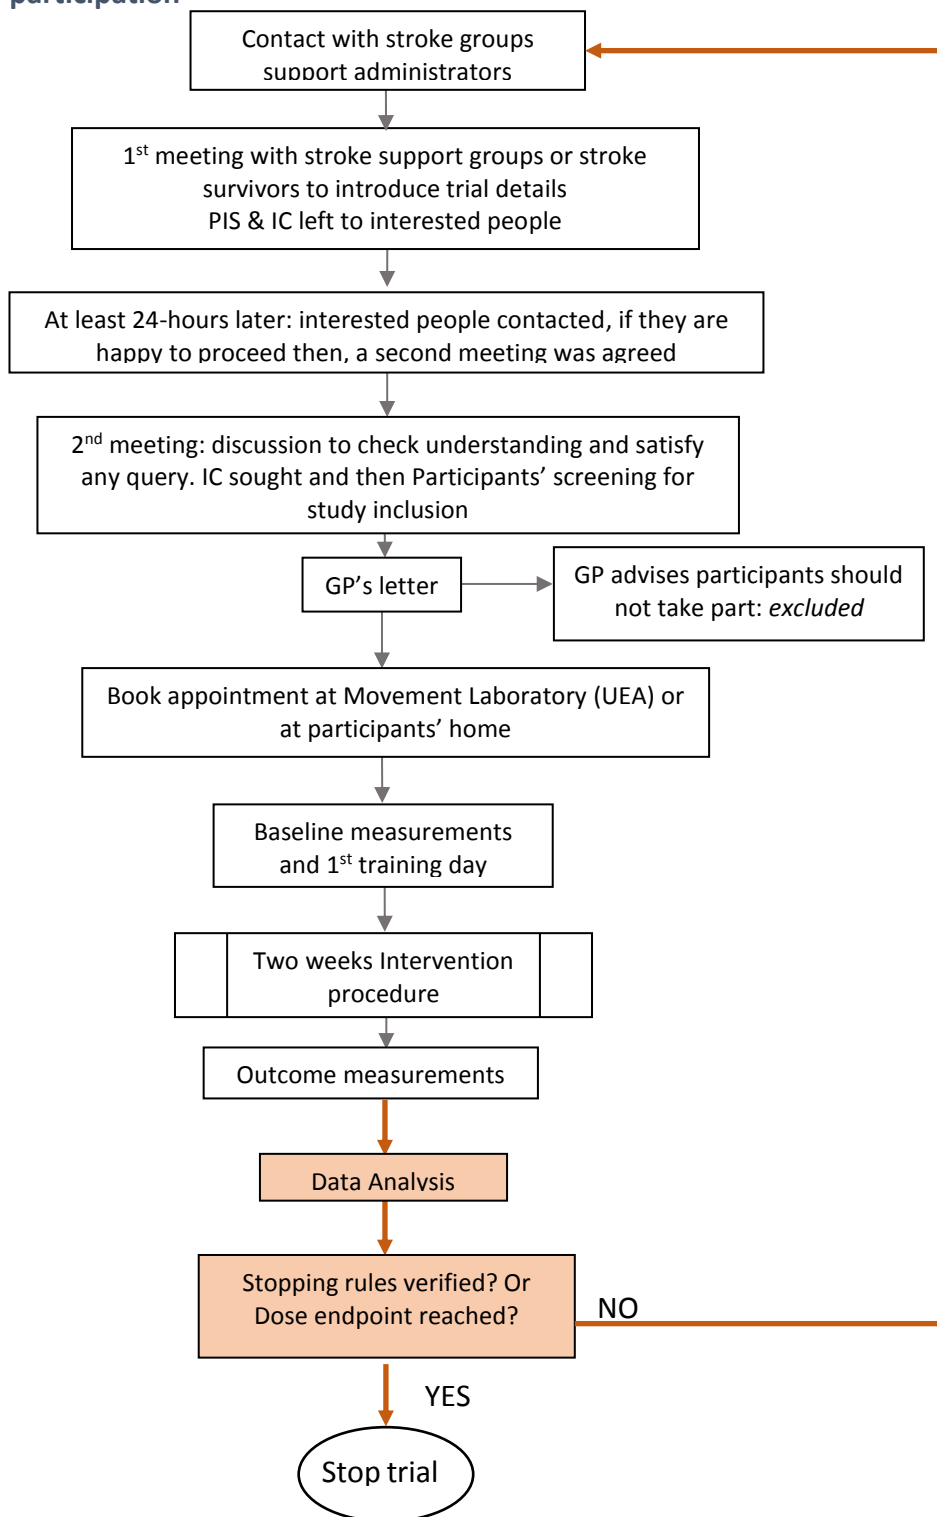 participation
Contact with stroke groups
support administrators
1st meeting with stroke support groups or stroke
survivors to introduce trial details
PIS & IC left to interested people
At least 24-hours later: interested people contacted, if they are
happy to proceed then, a second meeting was agreed
2nd meeting: discussion to check understanding and satisfy
any query. IC sought and then Participants’ screening for
study inclusion
GP’s letter
GP advises participants should
not take part: excluded
Book appointment at Movement Laboratory (UEA) or
at participants’ home
Baseline measurements
and 1st training day
Two weeks Intervention
procedure
Outcome measurements
Data Analysis
Stopping rules verified? Or
Dose endpoint reached?
NO
YES
Stop trial